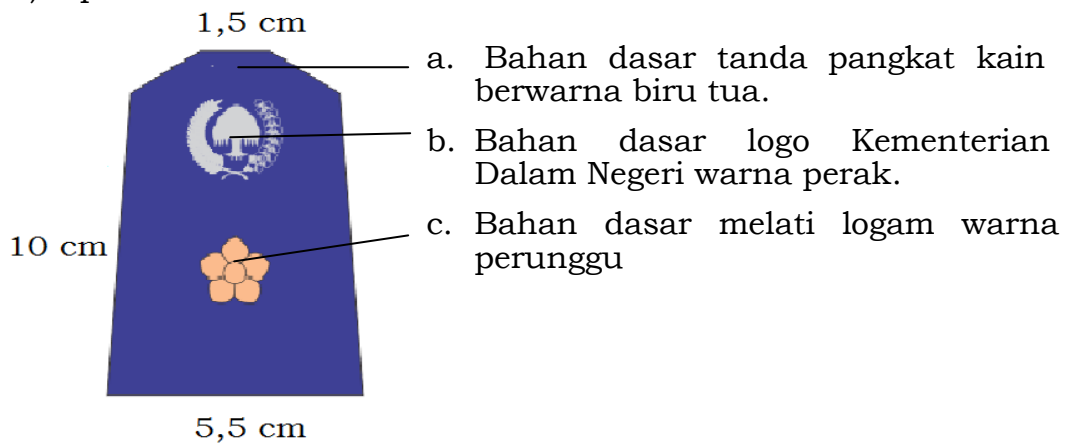 1,5 cm
a. Bahan dasar tanda pangkat kain
berwarna biru tua.
b. Bahan dasar logo Kementerian
Dalam Negeri warna perak.
c. Bahan dasar melati logam warna
perunggu
10 cm
5,5 cm